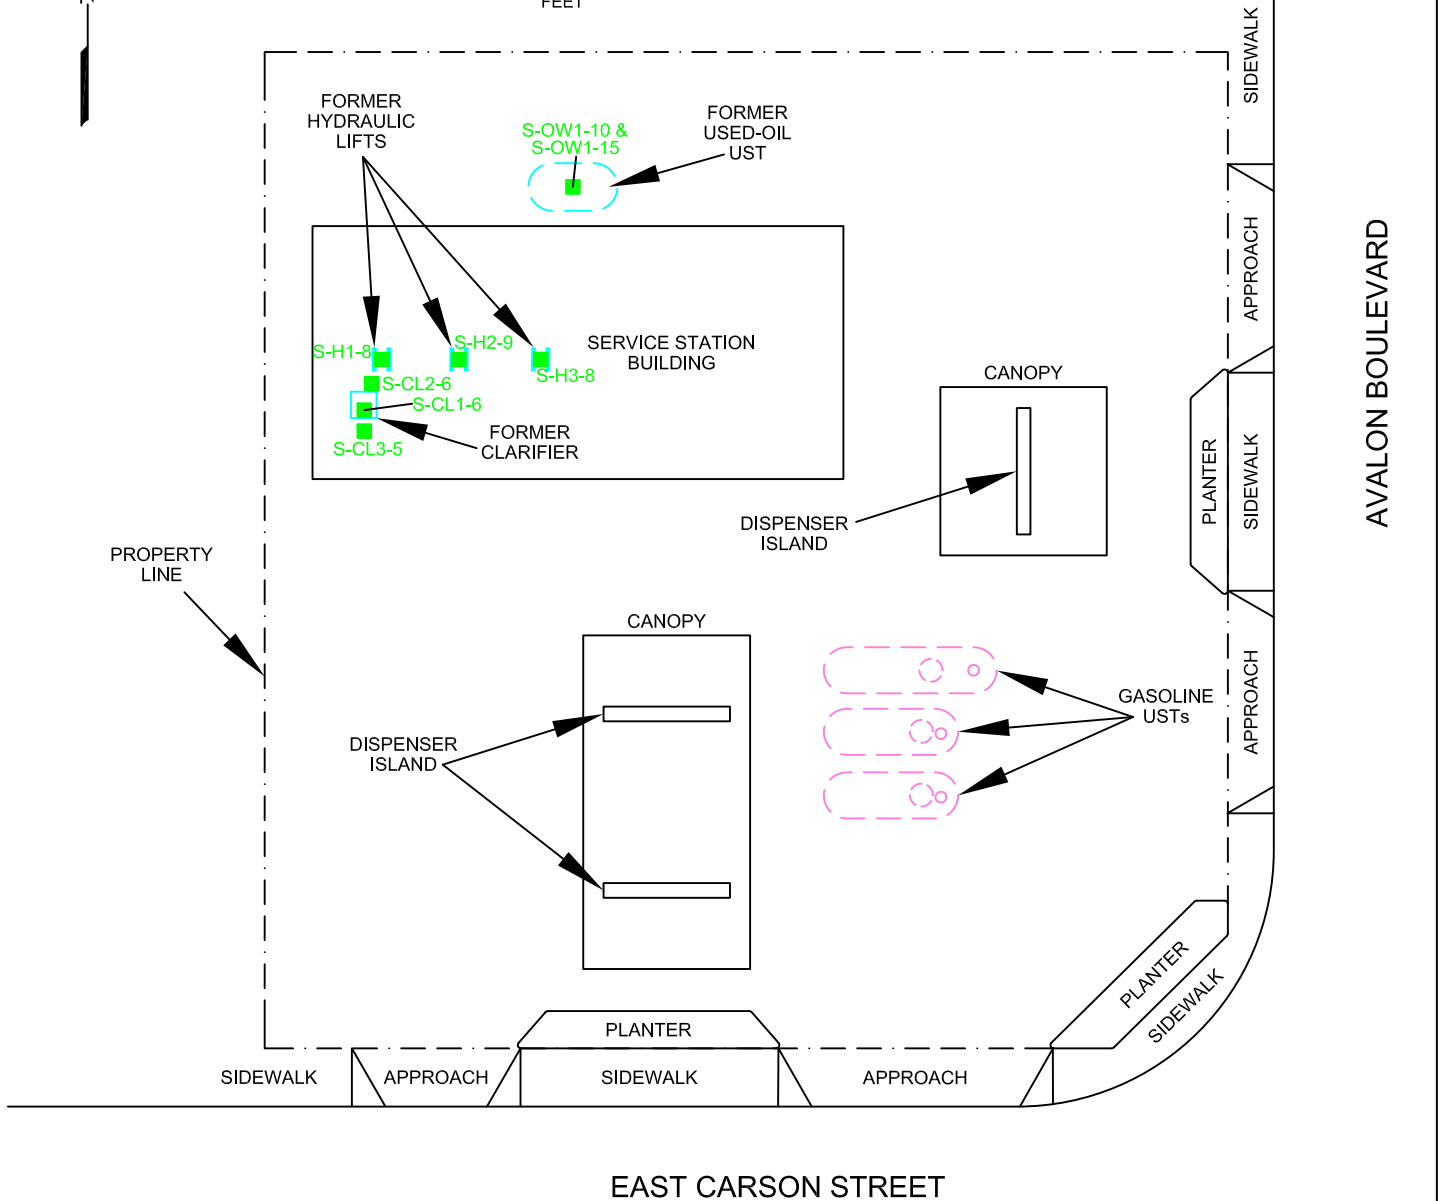 FEET
SIDEWALK
FORMER
HYDRAULIC
LIFTS
S-OW1-10 &
S-OW1-15
FORMER
USED-OIL
UST
APPROACH
AVALON BOULEVARD
S-H1-8
S-H2-9
S-H3-8
SERVICE STATION
BUILDING
S-CL2-6
S-CL1-6
S-CL3-5
FORMER
CLARIFIER
CANOPY
DISPENSER
ISLAND
PLANTER
SIDEWALK
PROPERTY
LINE
CANOPY
DISPENSER
ISLAND
GASOLINE
USTs
APPROACH
PLANTER
SIDEWALK
PLANTER
SIDEWALK
APPROACH
SIDEWALK
APPROACH
EAST CARSON STREET